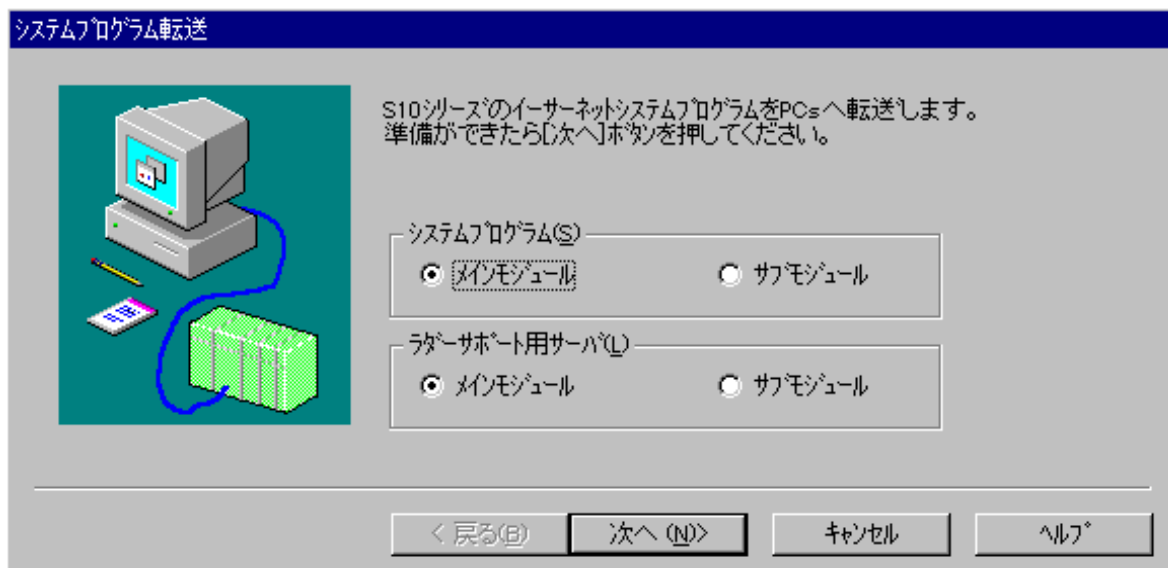 システムプログラム転送
S10シリーズのイーサーネットシステムプログラムをPCsへ転送します。
準備ができたら[次へ]ボタンを押してください。
システムプログラム(S)
メインモジュール
サブモジュール
ラダーサポート用サーバ(L)
メインモジュール
サブモジュール
< 戻る(B)
次へ (N)>
キャンセル
ヘルプ